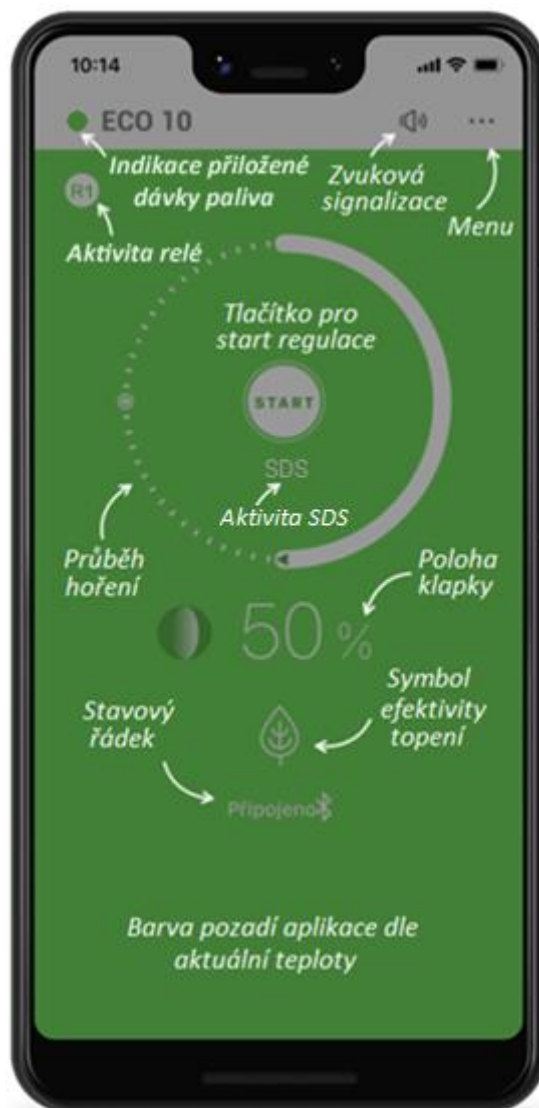 10:14
ECO 10
Indikace přiložené
dávky paliva
Zvuková
signalizace
Menu
R1
Aktivita relé
Tlačítko pro
start regulace
START
SDS
Aktivita SDS
Průběh
hoření
Poloha
klapky
50 %
Symbol
efektivity
topení
Stavový
řádek
Připojeno
Barva pozadí aplikace dle
aktuální teploty